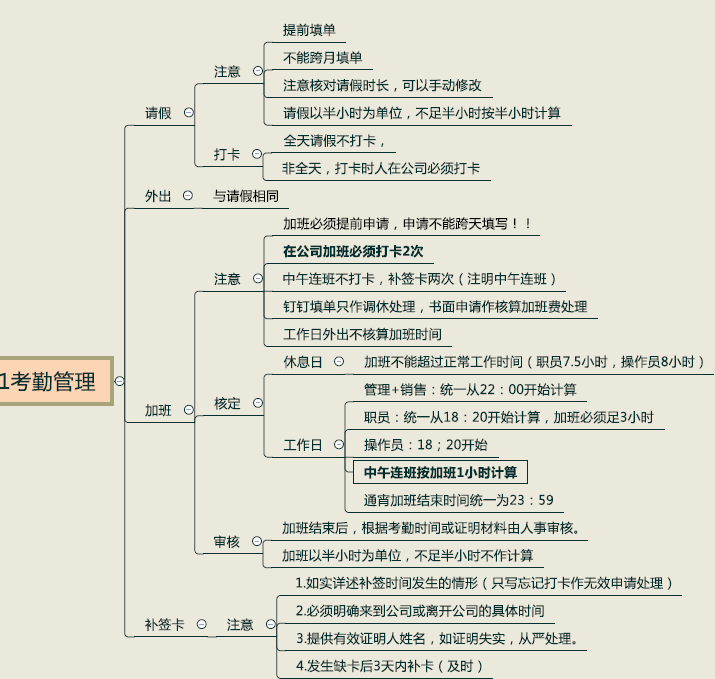 1考勤管理
请假
注意
提前填单
不能跨月填单
注意核对请假时长，可以手动修改
请假以半小时为单位，不足半小时按半小时计算
打卡
全天请假不打卡，
非全天，打卡时人在公司必须打卡
外出
与请假相同
加班
注意
加班必须提前申请，申请不能跨天填写！！
在公司加班必须打卡2次
中午连班不打卡，补签卡两次（注明中午连班）
钉钉填单只作调休处理，书面申请作核算加班费处理
工作日外出不核算加班时间
核定
休息日
加班不能超过正常工作时间（职员7.5小时，操作员8小时）
工作日
管理+销售：统一从22：00开始计算
职员：统一从18：20开始计算，加班必须足3小时
操作员：18；20开始
中午连班按加班1小时计算
通宵加班结束时间统一为23：59
审核
加班结束后，根据考勤时间或证明材料由人事审核。
加班以半小时为单位，不足半小时不作计算
补签卡
注意
1.如实详述补签时间发生的情形（只写忘记打卡作无效申请处理）
2.必须明确来到公司或离开公司的具体时间
3.提供有效证明人姓名，如证明失实，从严处理。
4.发生缺卡后3天内补卡（及时）